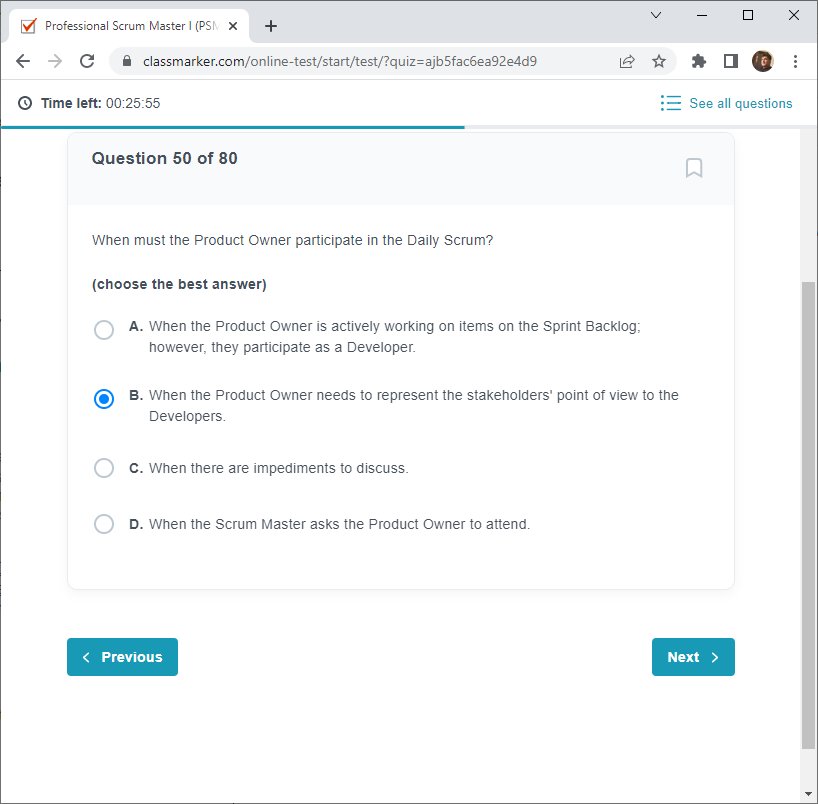 Professional Scrum Master I (PSM
classmarker.com/online-test/start/test/?quiz=ajb5fac6ea92e4d9
Time left: 00:25:55
See all questions
Question 50 of 80
When must the Product Owner participate in the Daily Scrum?
(choose the best answer)
A. When the Product Owner is actively working on items on the Sprint Backlog;
however, they participate as a Developer.
B. When the Product Owner needs to represent the stakeholders' point of view to the
Developers.
C. When there are impediments to discuss.
D. When the Scrum Master asks the Product Owner to attend.
Previous
Next